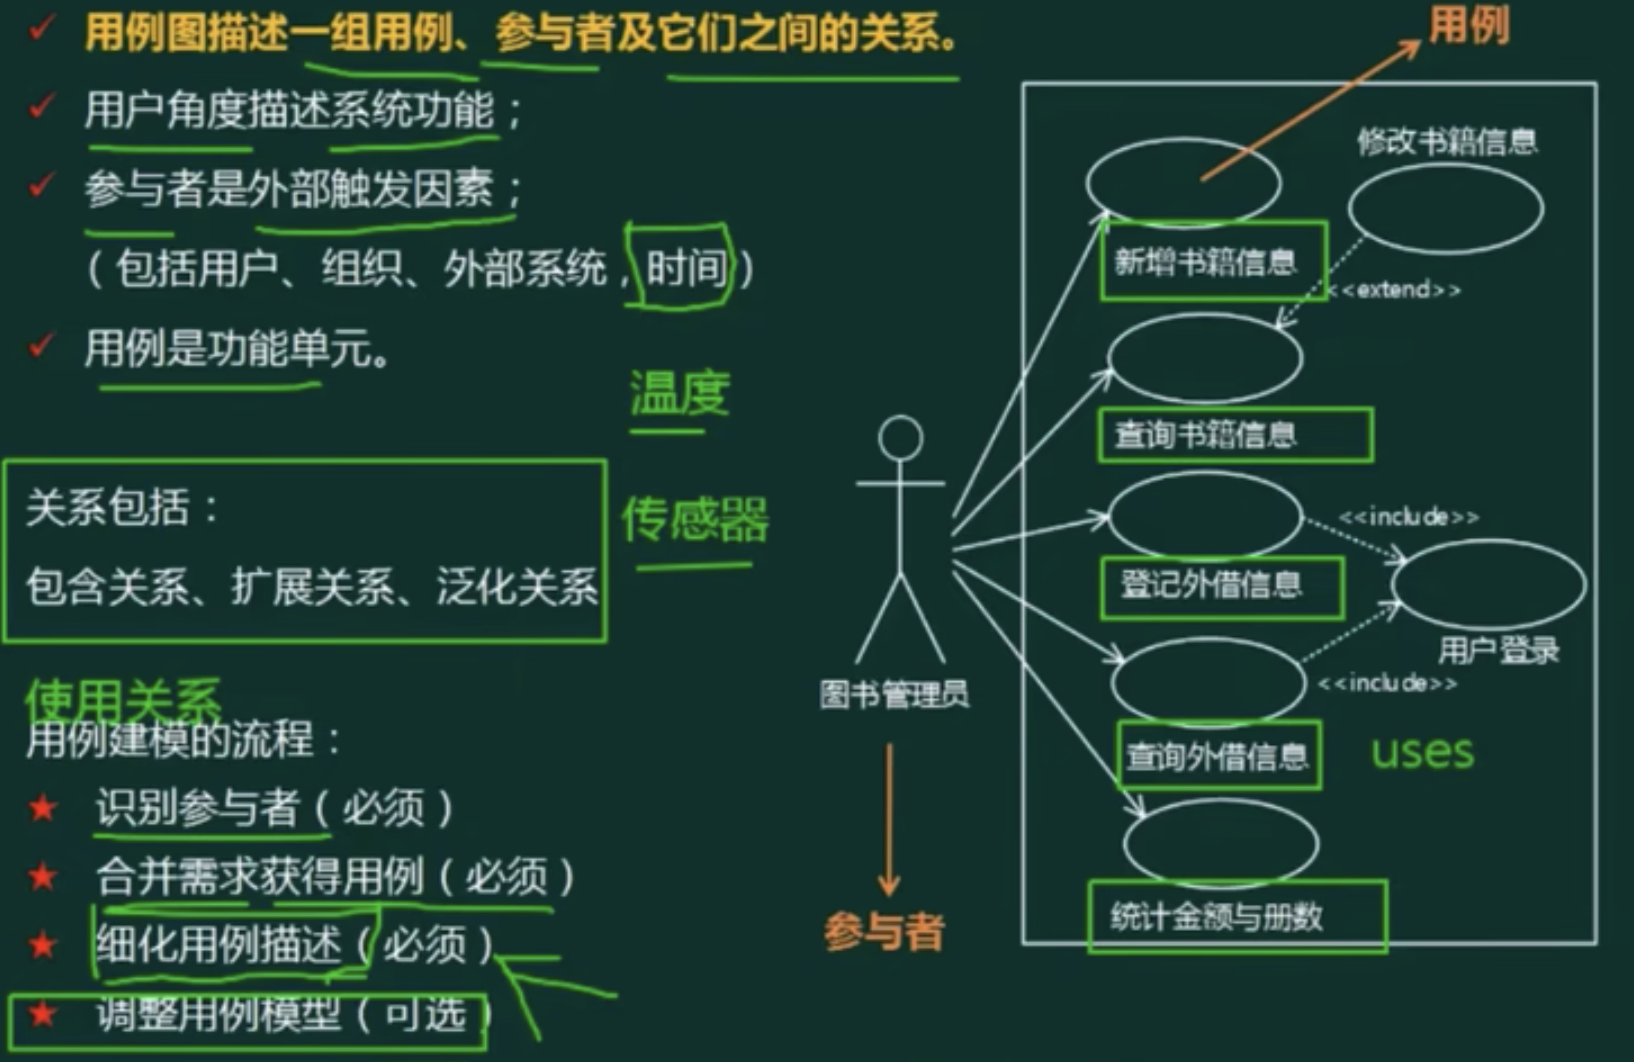 用例图描述一组用例、参与者及它们之间的关系。
用户角度描述系统功能；
参与者是外部触发因素；
（包括用户、组织、外部系统，时间）
用例是功能单元。
温度
传感器
关系包括：
包含关系、扩展关系、泛化关系
使用关系
用例建模的流程：
识别参与者（必须）
合并需求获得用例（必须）
细化用例描述（必须）
调整用例模型（可选）
用例
修改书籍信息
新增书籍信息
<<extend>>
查询书籍信息
<<include>>
登记外借信息
用户登录
<<include>>
图书管理员
查询外借信息
uses
参与者
统计金额与册数